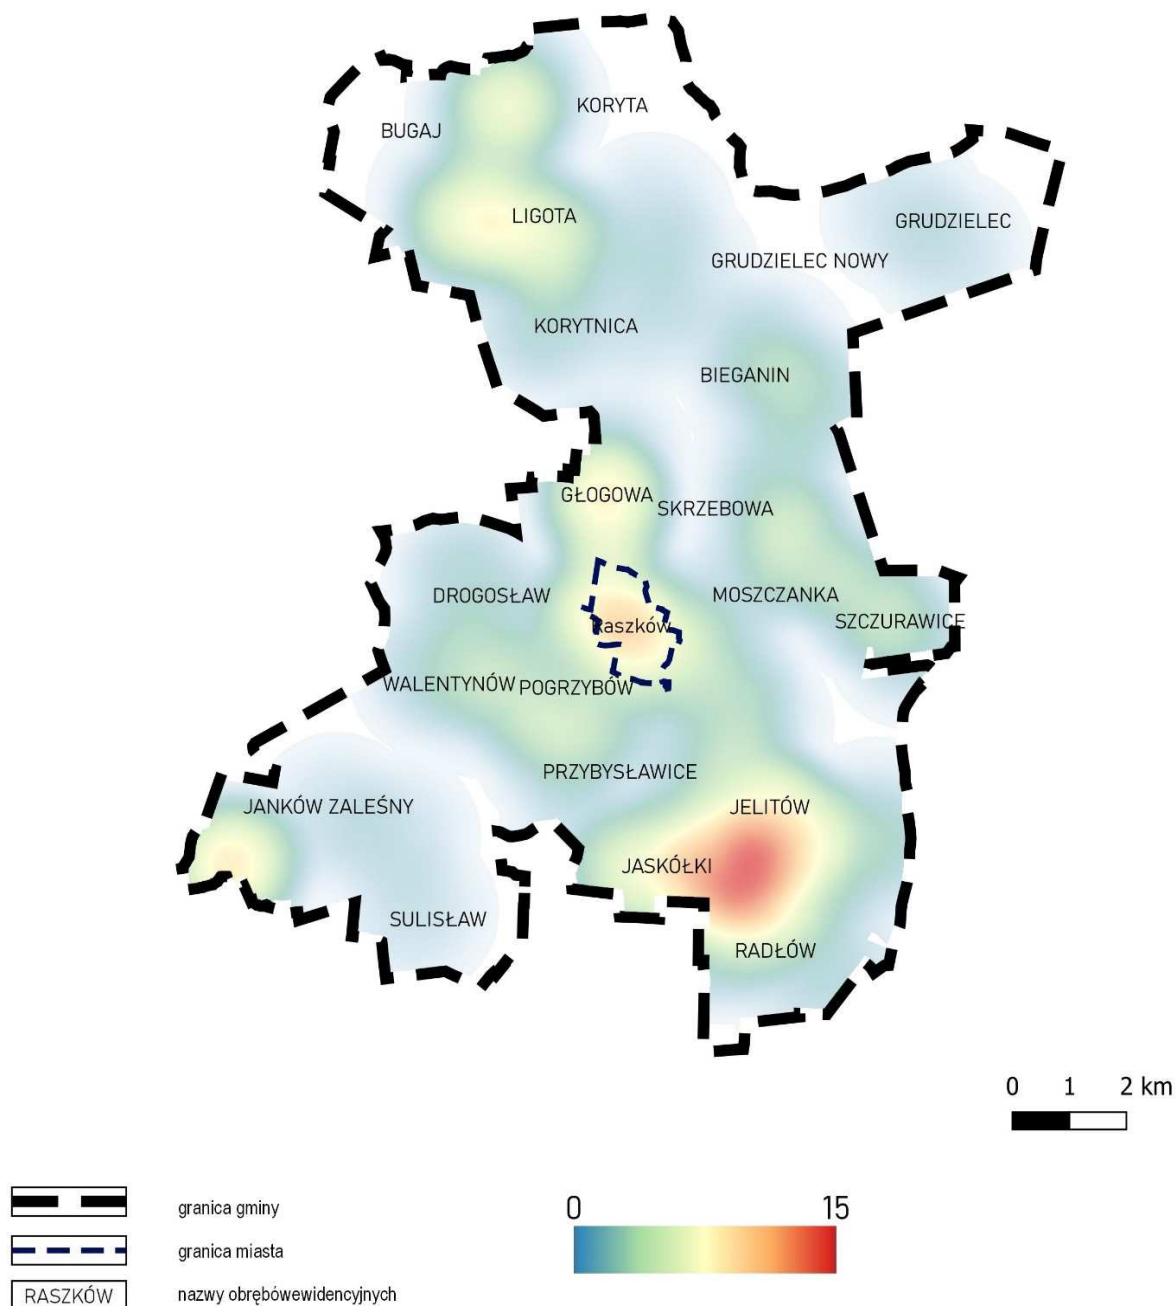 KORYTA
BUGAJ
LIGOTA
GRUDZIELEC
GRUDZIELEC NOWY
KORYTNICA
BIEGANIN
GŁOGOWA
SKRZEBOWA
DROGOSŁAW
MOSZCZANKA
SZCZURAWICE
Raszków
WALENTYNÓW
POGRZYBÓW
PRZYBYSŁAWICE
JANKÓW ZALEŚNY
JELITÓW
JASKÓŁKI
SULISŁAW
RADŁÓW
0 1 2 km
granica gminy
0 15
granica miasta
RASZKÓW nazwy obrębówewidencyjnych